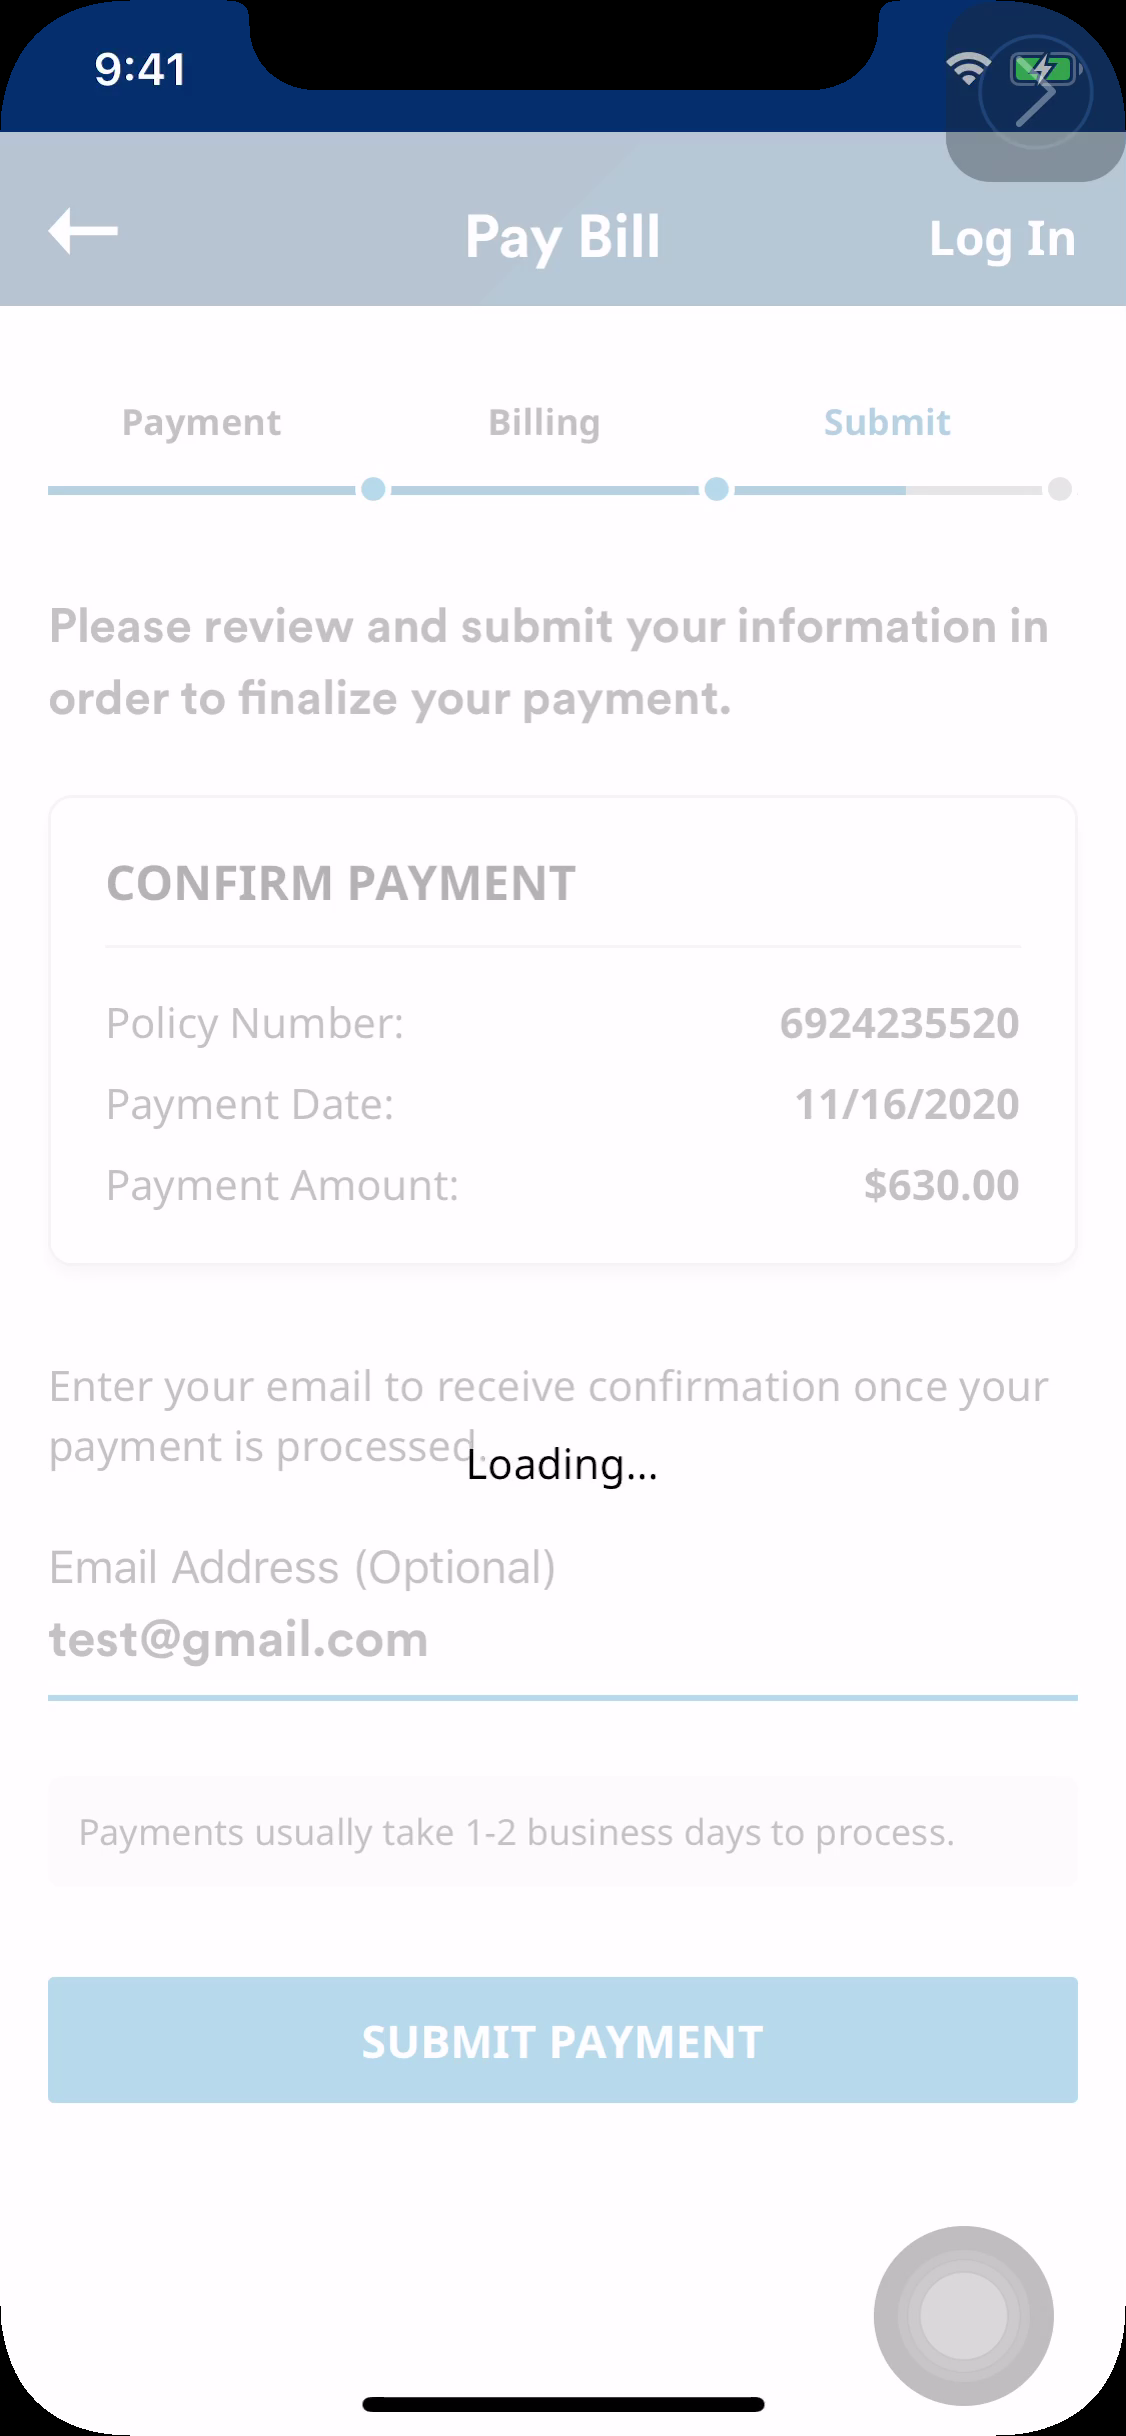 9:41
Pay Bill
Log In
Payment
Billing
Submit
Please review and submit your information in
order to finalize your payment.
CONFIRM PAYMENT
Policy Number: 6924235520
Payment Date: 11/16/2020
Payment Amount: $630.00
Enter your email to receive confirmation once your
payment is processed.
Loading...
Email Address (Optional)
test@gmail.com
Payments usually take 1-2 business days to process.
SUBMIT PAYMENT